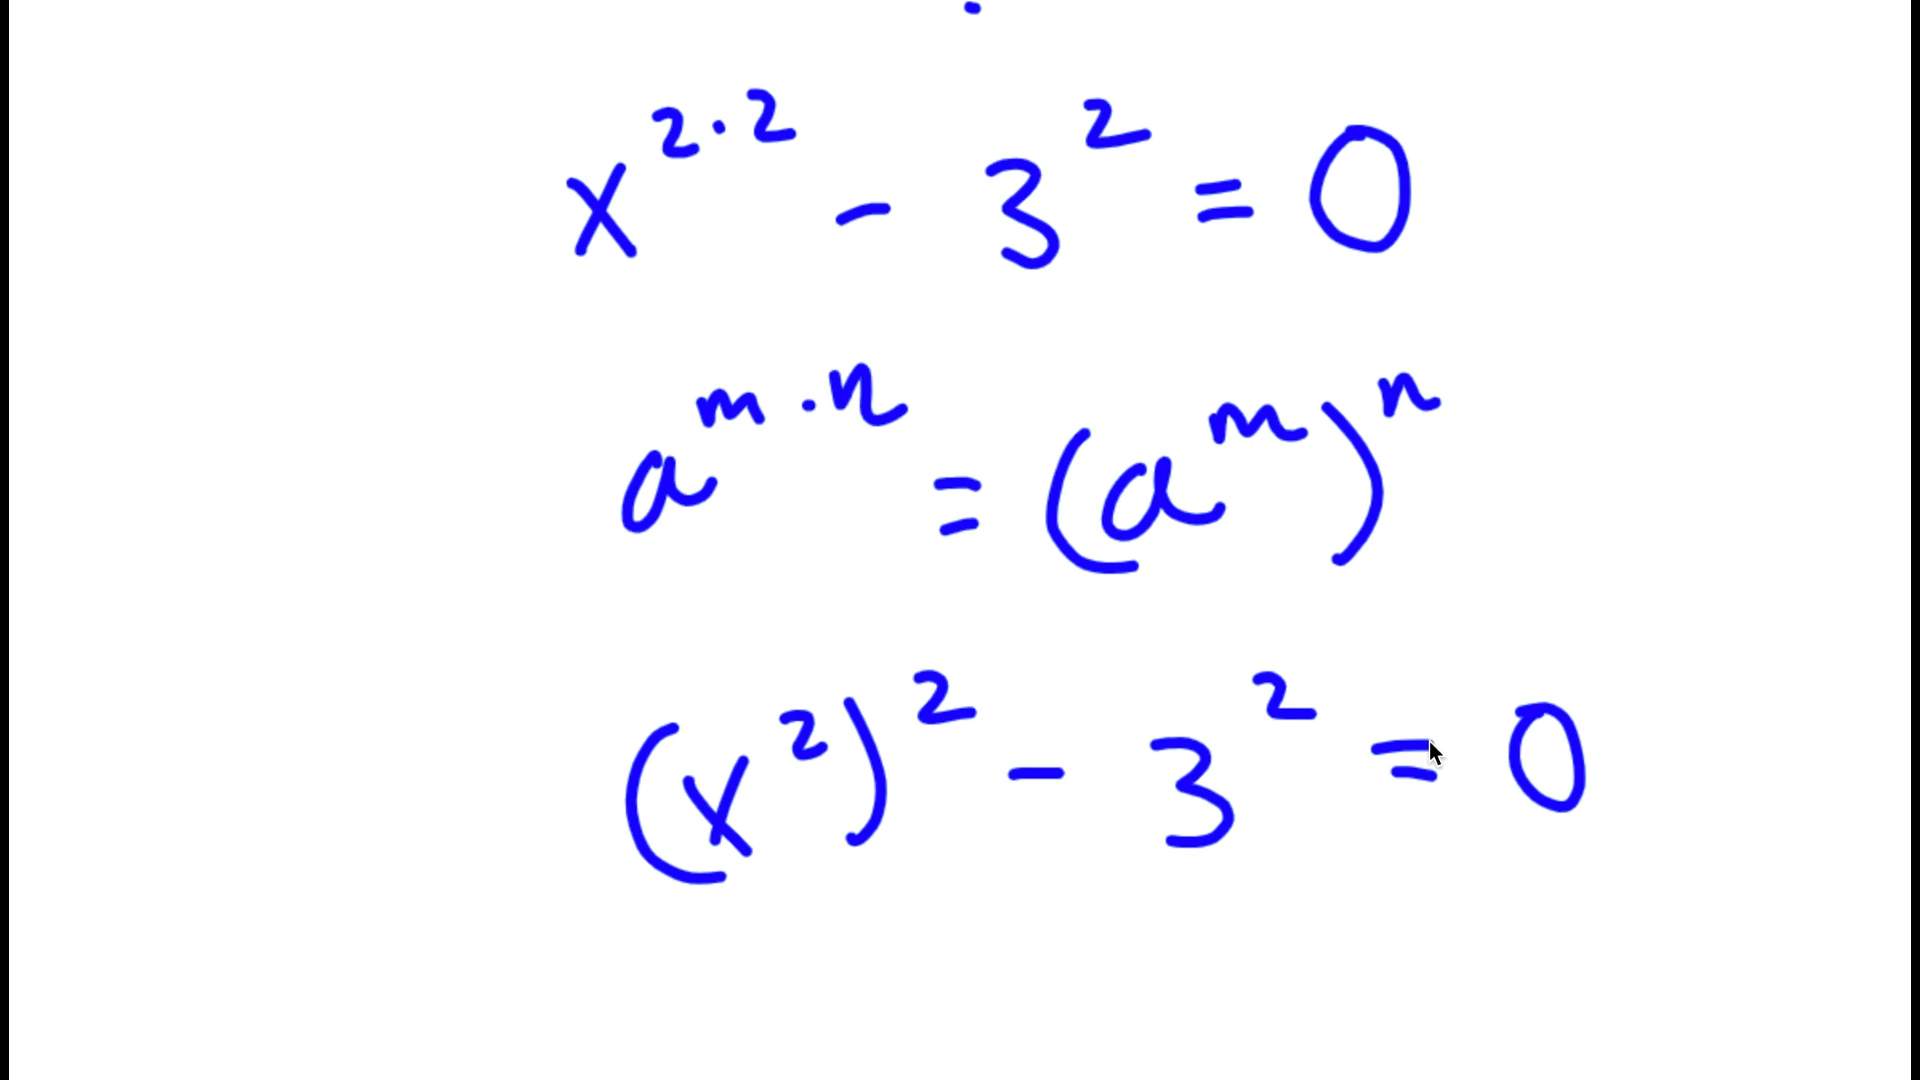 x^{2·2} - 3^2 = 0
a^{m·n} = (a^m)^n
(x^2)^2 - 3^2 = 0